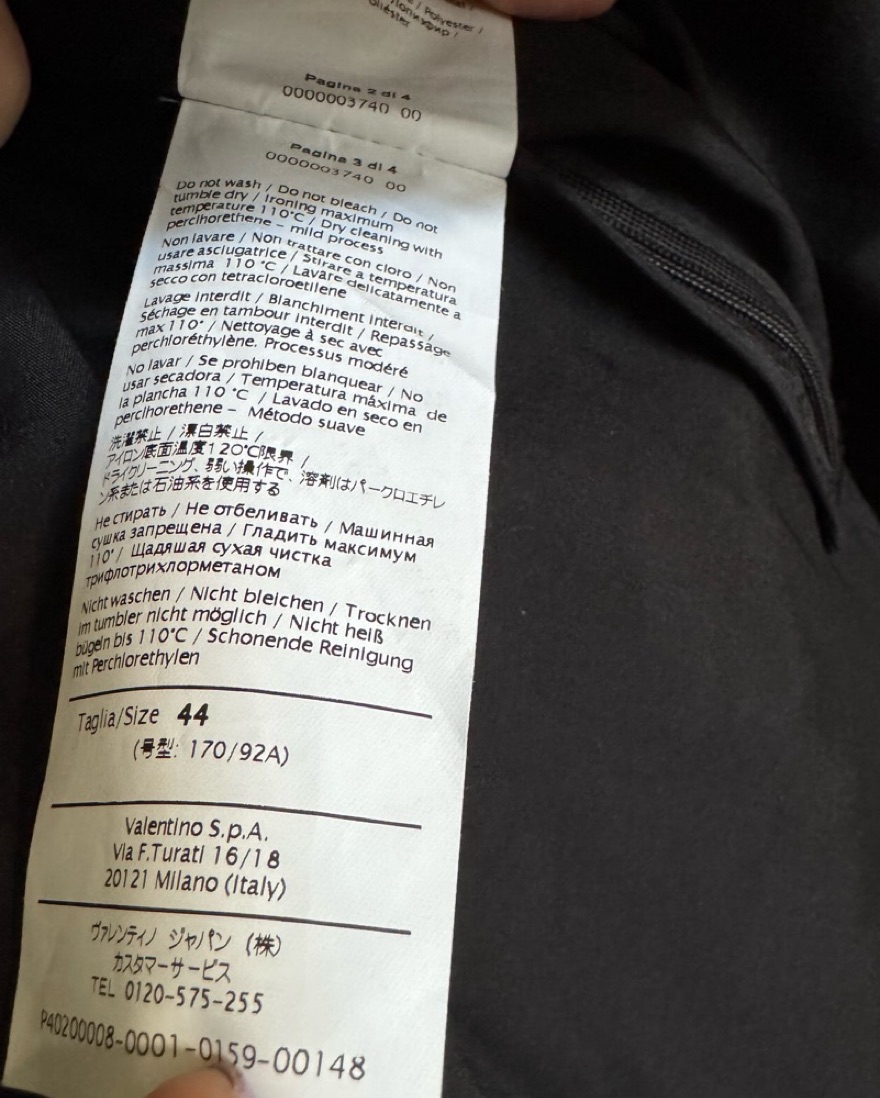 / Polyester /
Pagina 2 di 4
0000003740 00
Pagina 3 di 4
0000003740 00
Do not wash / Do not bleach / Do not
tumble dry / Ironing maximum
temperature 110°C / Dry cleaning with
perclhorethene - mild process
Non lavare / Non trattare con cloro / Non
usare asciugatrice / Stirare a temperatura
massima 110 °C / Lavare delicatamente a
secco con tetracloroetilene
Lavage interdit / Blanchiment interdit /
Séchage en tambour interdit / Repassage
max 110° / Nettoyage à sec avec
perchloréthylène. Processus modéré
No lavar / Se prohiben blanquear / No
usar secadora / Temperatura máxima de
la plancha 110 °C / Lavado en seco en
perclhorethene - Método suave
洗濯禁止 / 漂白禁止 /
アイロン底面温度120℃限界 /
ドライクリーニング、弱い操作で、溶剤はパークロエチレ
ン系または石油系を使用する
Не стирать / Не отбеливать / Машинная
сушка запрещена / Гладить максимум
110° / Щадяшая сухая чистка
трифлотрихлорметаном
Nicht waschen / Nicht bleichen / Trocknen
im tumbler nicht möglich / Nicht heiß
bügeln bis 110°C / Schonende Reinigung
mit Perchlorethylen
Taglia/Size 44
(号型: 170/92A)
Valentino S.p.A.
Via F.Turati 16/18
20121 Milano (Italy)
ヴァレンティノ ジャパン (株)
カスタマーサービス
TEL 0120-575-255
P40200008-0001-0159-00148